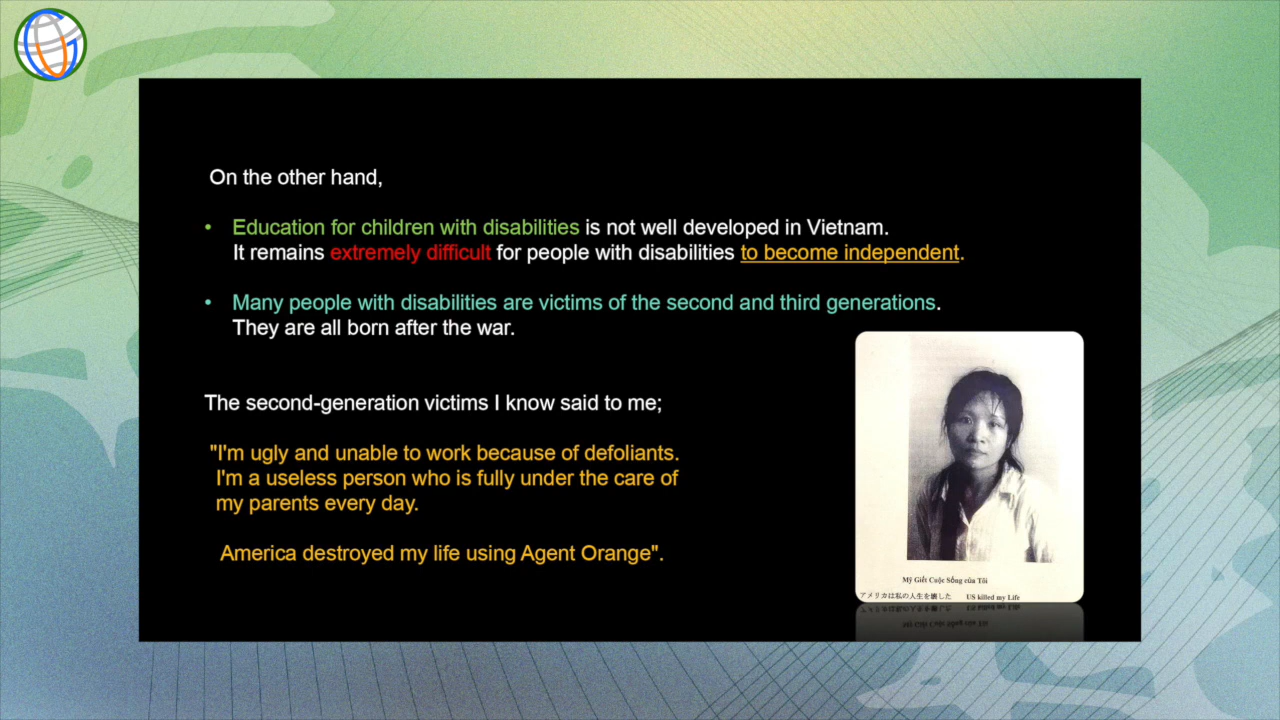 On the other hand,
• Education for children with disabilities is not well developed in Vietnam.
It remains extremely difficult for people with disabilities to become independent.
• Many people with disabilities are victims of the second and third generations.
They are all born after the war.
The second-generation victims I know said to me;
"I'm ugly and unable to work because of defoliants.
I'm a useless person who is fully under the care of
my parents every day.
America destroyed my life using Agent Orange".
Mỹ Giết Cuộc Sống của Tôi
アメリカは私の人生を壊した US killed my Life